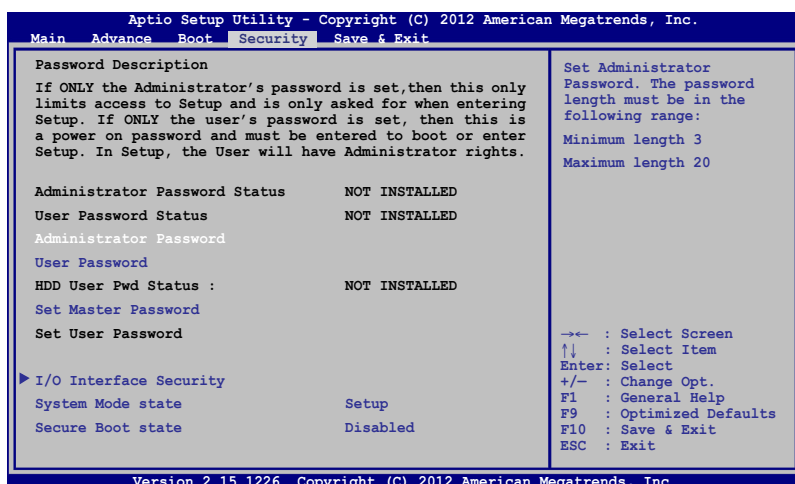 Aptio Setup Utility - Copyright (C) 2012 American Megatrends, Inc.
Main Advance Boot Security Save & Exit
Password Description
If ONLY the Administrator's password is set,then this only
limits access to Setup and is only asked for when entering
Setup. If ONLY the user's password is set, then this is
a power on password and must be entered to boot or enter
Setup. In Setup, the User will have Administrator rights.
Administrator Password Status NOT INSTALLED
User Password Status NOT INSTALLED
Administrator Password
User Password
HDD User Pwd Status : NOT INSTALLED
Set Master Password
Set User Password
I/O Interface Security
System Mode state Setup
Secure Boot state Disabled
Set Administrator
Password. The password
length must be in the
following range:
Minimum length 3
Maximum length 20
→← : Select Screen
↑↓ : Select Item
Enter: Select
+/— : Change Opt.
F1 : General Help
F9 : Optimized Defaults
F10 : Save & Exit
ESC : Exit
Version 2.15.1226. Copyright (C) 2012 American Megatrends, Inc.